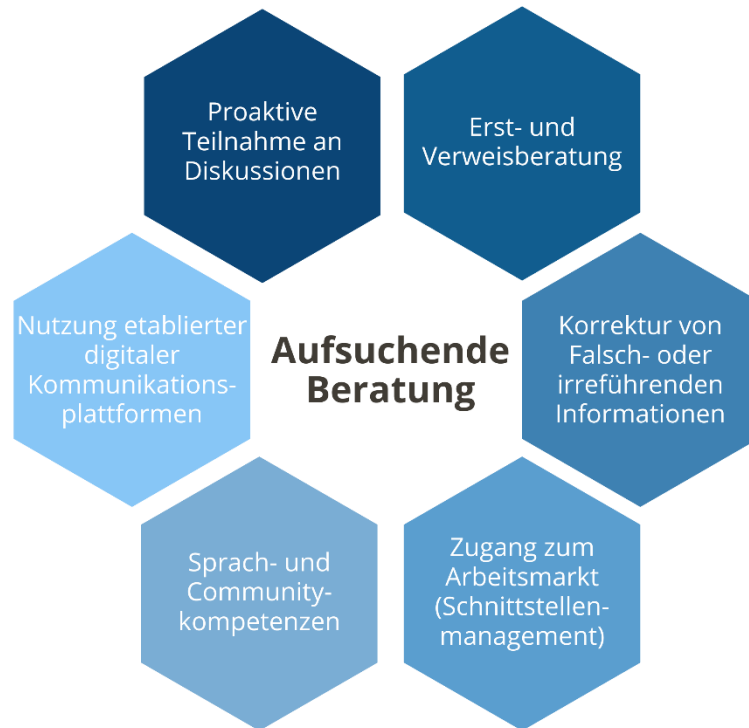 Proaktive
Teilnahme an
Diskussionen
Erst- und
Verweisberatung
Nutzung etablierter
digitaler
Kommunikations-
plattformen
Aufsuchende
Beratung
Korrektur von
Falsch- oder
irreführenden
Informationen
Sprach- und
Community-
kompetenzen
Zugang zum
Arbeitsmarkt
(Schnittstellen-
management)